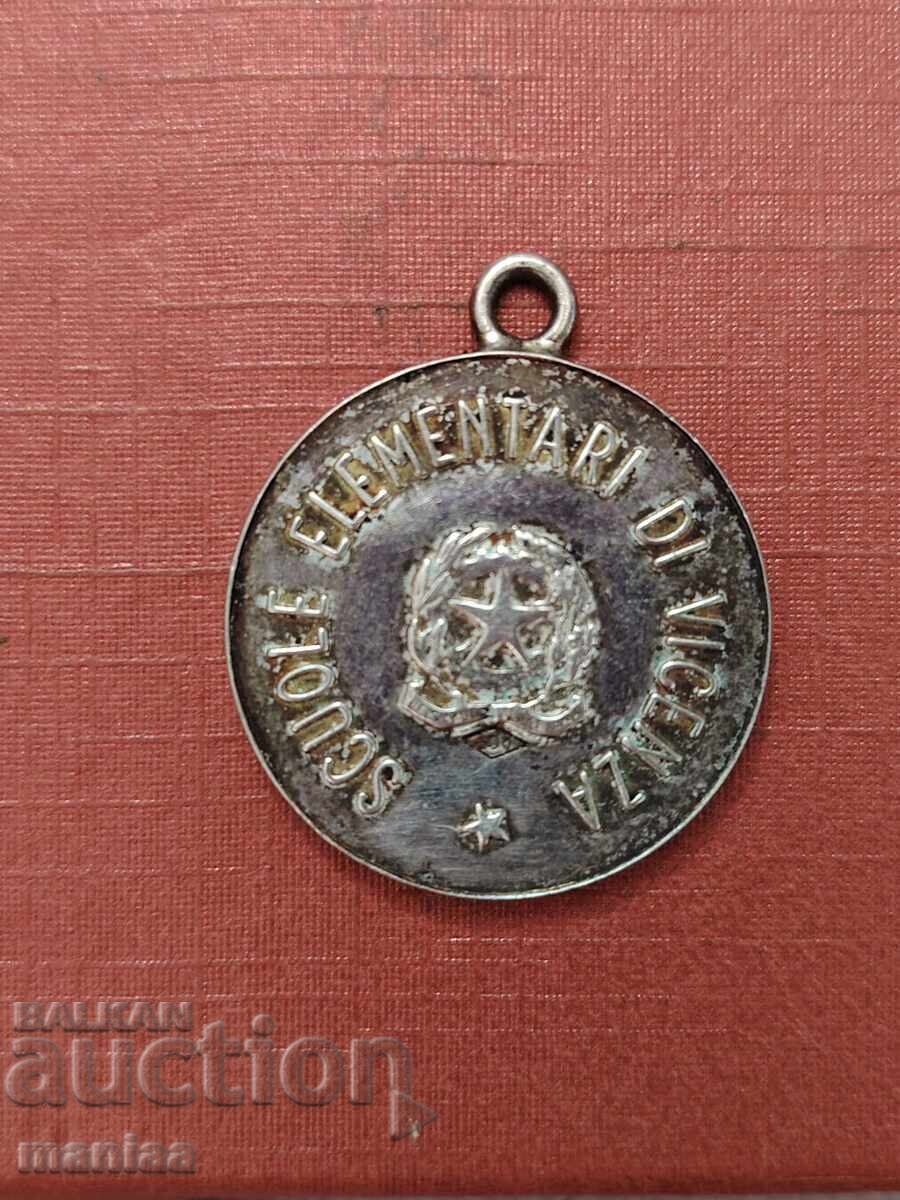 SCUOLE ELEMENTARI DI VICENZA
BALKAN
auction
maniaa